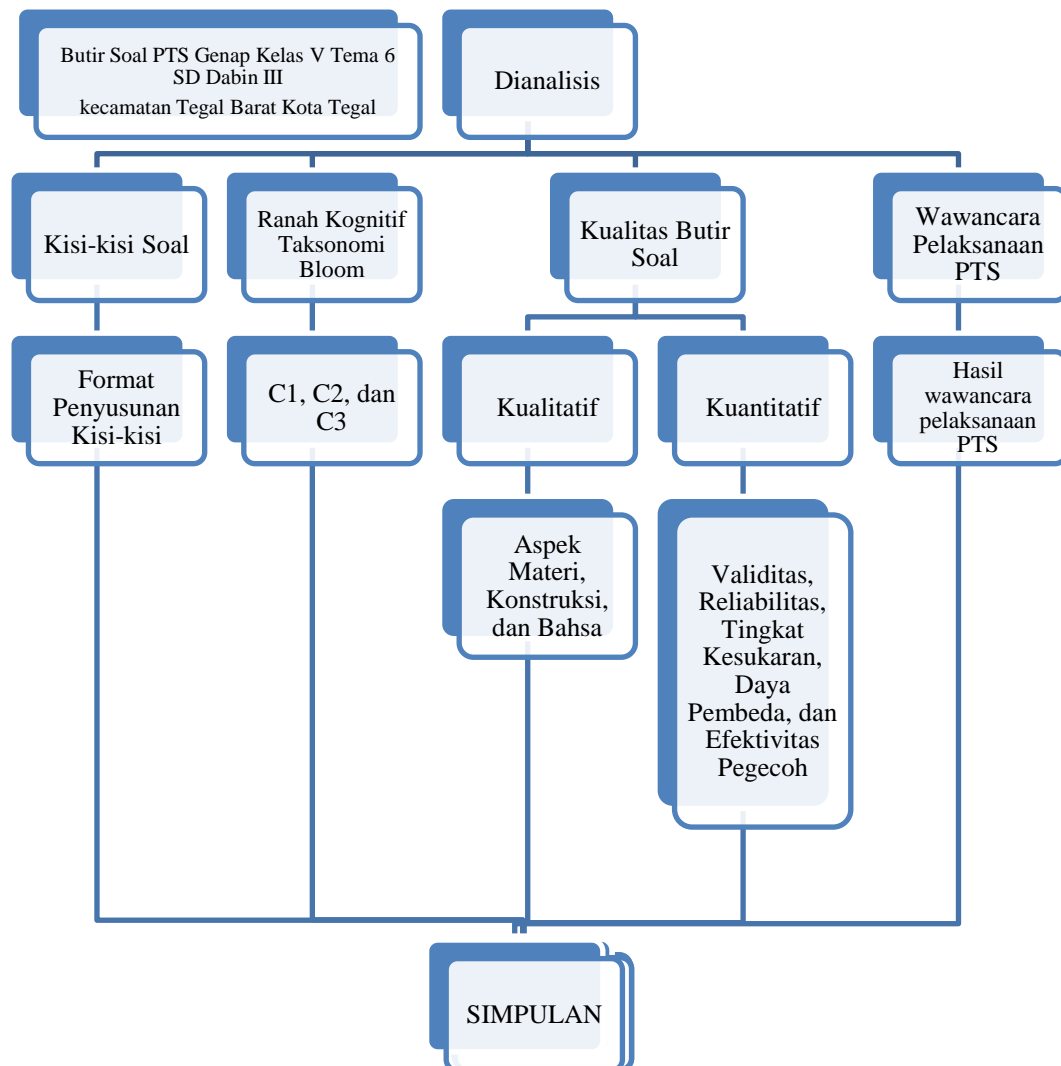 Butir Soal PTS Genap Kelas V Tema 6
SD Dabin III
kecamatan Tegal Barat Kota Tegal
Dianalisis
Kisi-kisi Soal
Ranah Kognitif
Taksonomi
Bloom
Kualitas Butir
Soal
Wawancara
Pelaksanaan
PTS
Format
Penyusunan
Kisi-kisi
C1, C2, dan
C3
Kualitatif
Kuantitatif
Hasil
wawancara
pelaksanaan
PTS
Aspek
Materi,
Konstruksi,
dan Bahsa
Validitas,
Reliabilitas,
Tingkat
Kesukaran,
Daya
Pembeda, dan
Efektivitas
Pegecoh
SIMPULAN